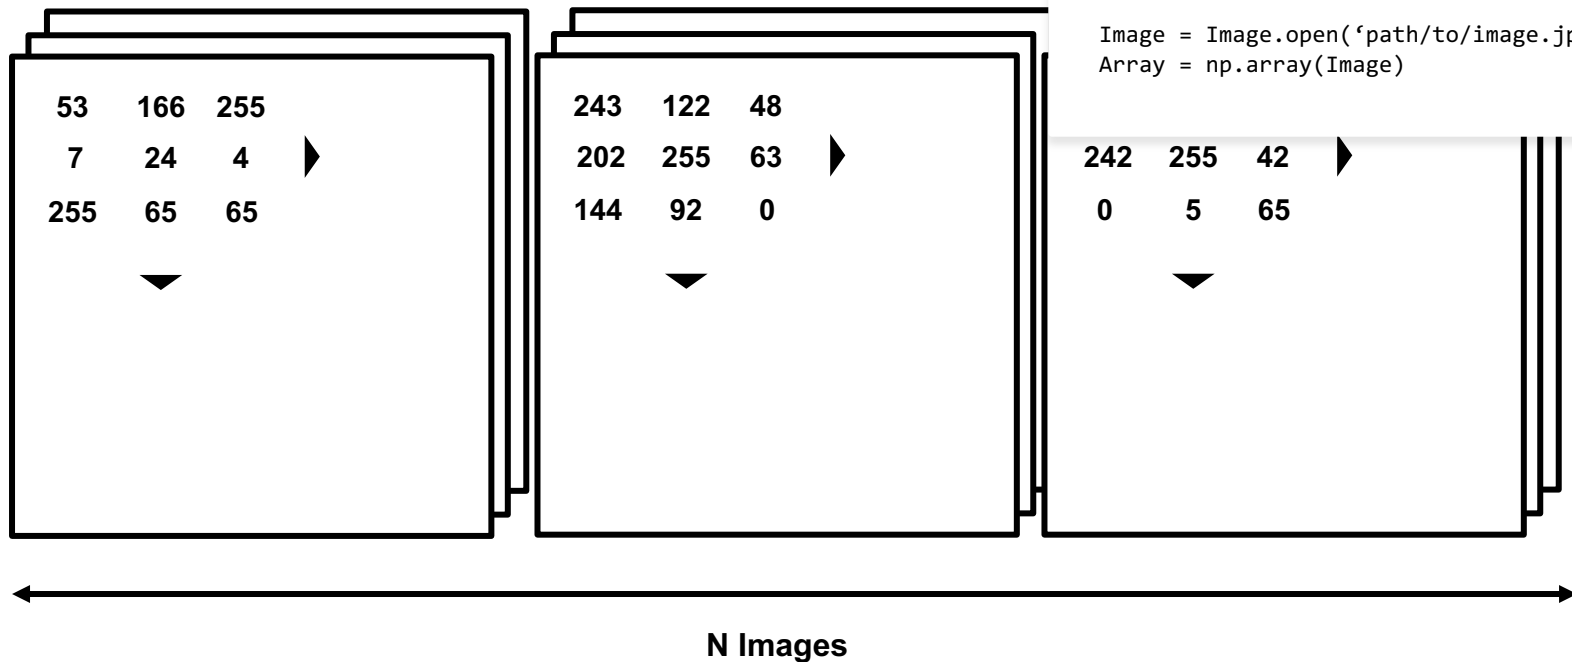 Image = Image.open(‘path/to/image.jp
Array = np.array(Image)
53 166 255
7 24 4
255 65 65
243 122 48
202 255 63
144 92 0
242 255 42
0 5 65
N Images